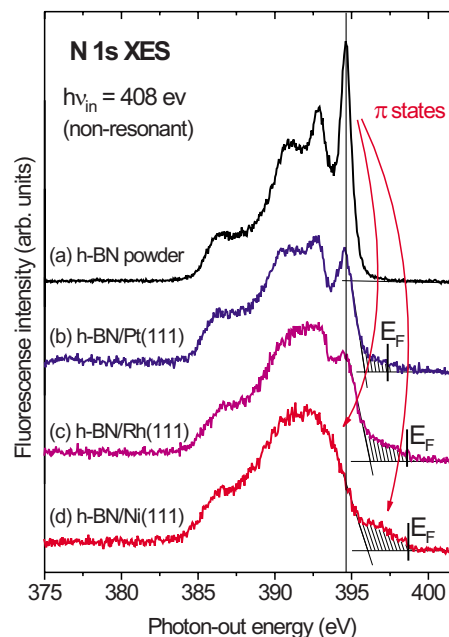 N 1s XES
hν_in = 408 ev
(non-resonant)
π states
(a) h-BN powder
(b) h-BN/Pt(111)
E_F
(c) h-BN/Rh(111)
E_F
(d) h-BN/Ni(111)
E_F
Fluorescense intensity (arb. units)
375 380 385 390 395 400
Photon-out energy (eV)